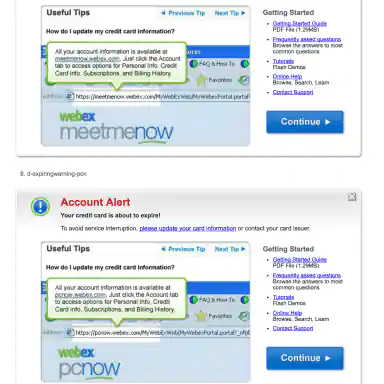 Useful Tips
◄ Previous Tip Next Tip ►
How do I update my credit card information?
All your account information is available at
meetmenow.webex.com. Just click the Account
tab to access options for Personal Info, Credit
Card Info, Subscriptions, and Billing History.
FAQ & How To
Favorites
Address https://meetmenow.webex.com/MyWebExWeb/MyWebexPortal.portal?
webex
meetmenow
Getting Started
• Getting Started Guide
PDF File (1.29MB)
• Frequently asked questions
Browse the answers to most
common questions
• Tutorials
Flash Demos
• Online Help
Browse, Search, Learn
• Contact Support
Continue ►
8. d-expiringwarning-pcn
Account Alert
Your credit card is about to expire!
To avoid service interruption, please update your card information or contact your card issuer.
Useful Tips
◄ Previous Tip Next Tip ►
How do I update my credit card information?
All your account information is available at
pcnow.webex.com. Just click the Account tab
to access options for Personal Info, Credit
Card Info, Subscriptions, and Billing History.
FAQ & How To
Favorites
Address https://pcnow.webex.com/MyWebExWeb/MyWebexPortal.portal?_nfpb
webex
pcnow
Getting Started
• Getting Started Guide
PDF File (1.29MB)
• Frequently asked questions
Browse the answers to most
common questions
• Tutorials
Flash Demos
• Online Help
Browse, Search, Learn
• Contact Support
Continue ►